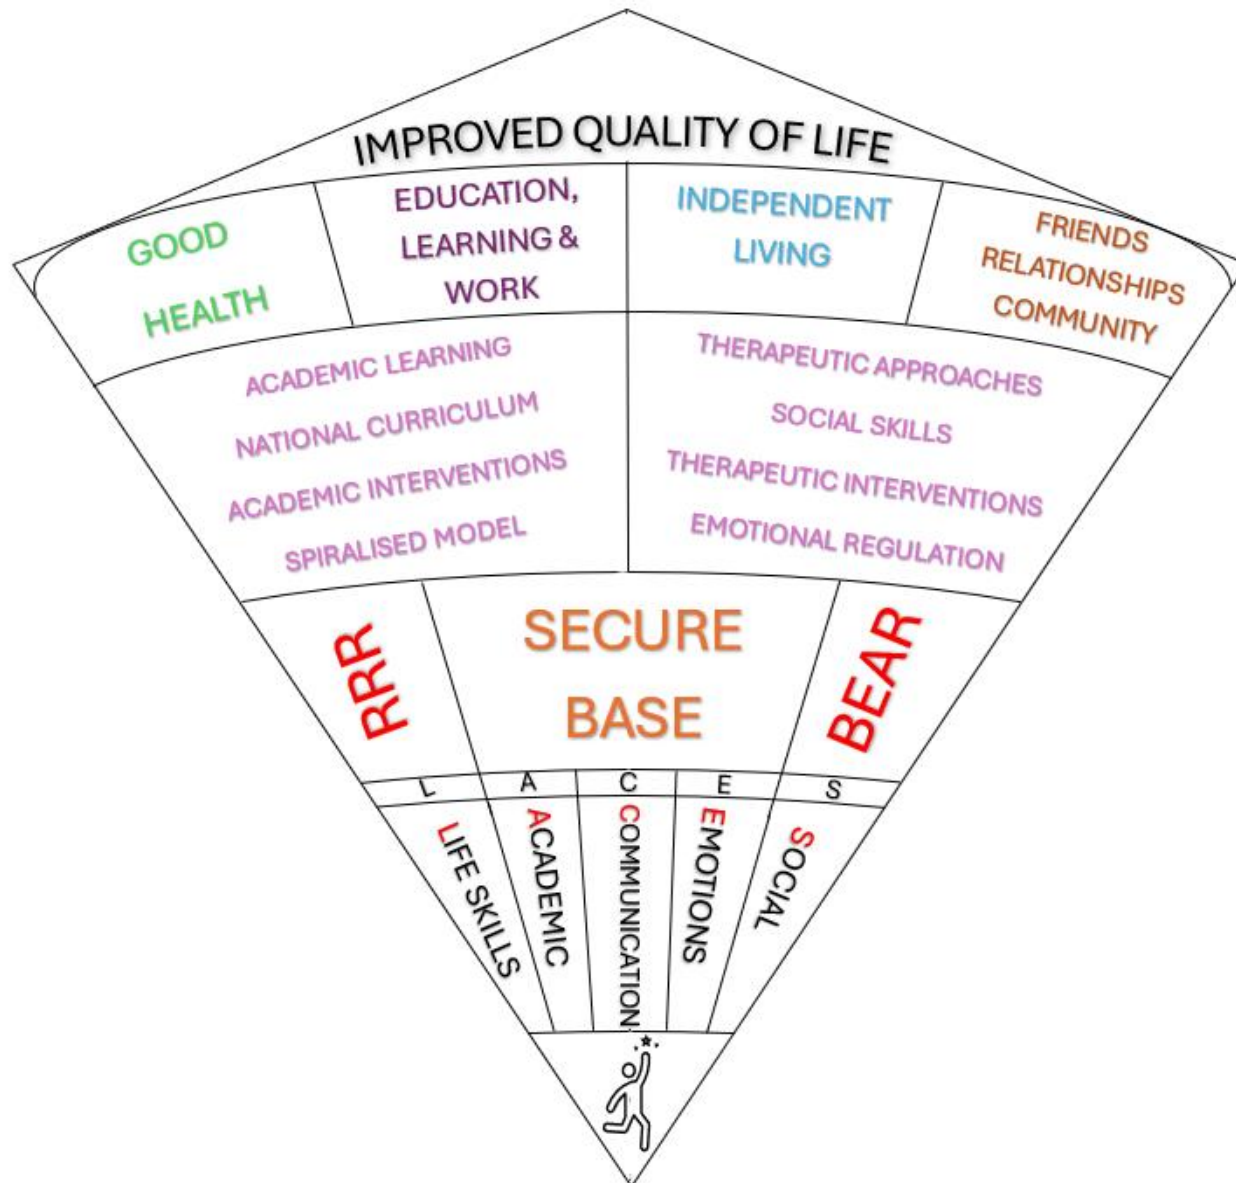 IMPROVED QUALITY OF LIFE
GOOD
HEALTH
EDUCATION,
LEARNING &
WORK
INDEPENDENT
LIVING
FRIENDS
RELATIONSHIPS
COMMUNITY
ACADEMIC LEARNING
NATIONAL CURRICULUM
ACADEMIC INTERVENTIONS
SPIRALISED MODEL
THERAPEUTIC APPROACHES
SOCIAL SKILLS
THERAPEUTIC INTERVENTIONS
EMOTIONAL REGULATION
RRR
SECURE
BASE
BEAR
L
A
C
E
S
LIFE SKILLS
ACADEMIC
COMMUNICATION
EMOTIONS
SOCIAL